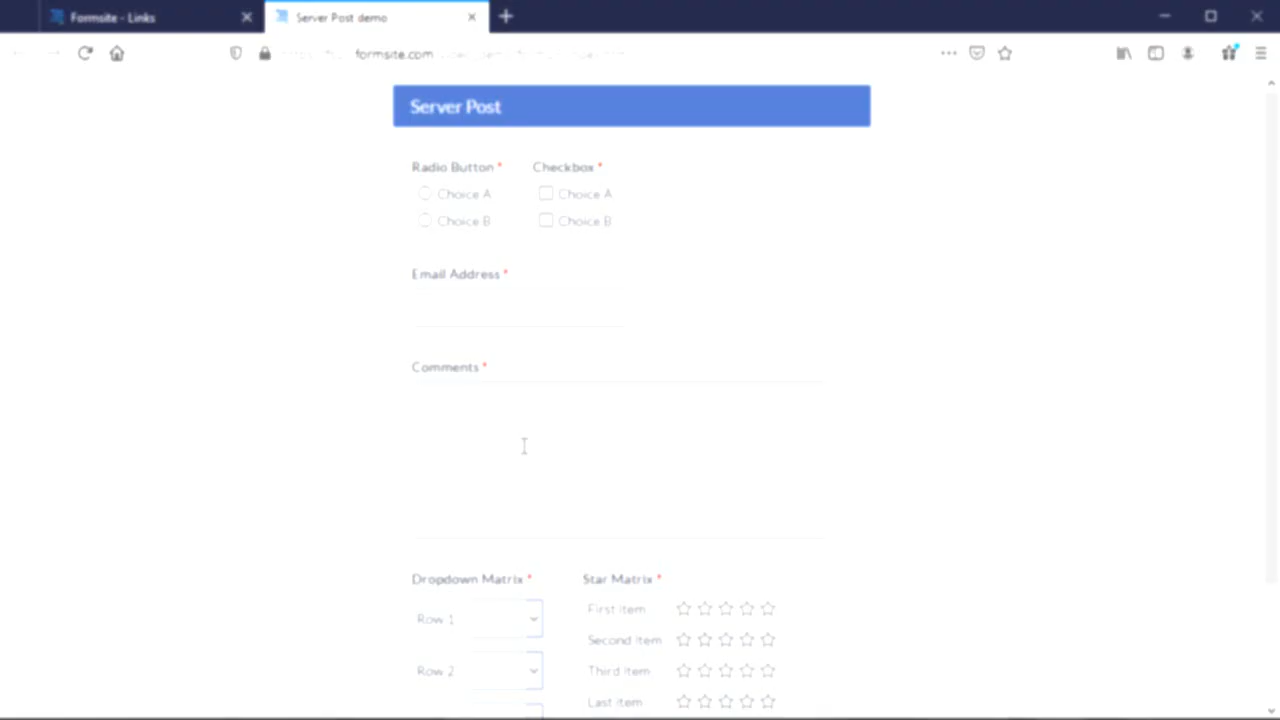 Formsite - Links
Server Post demo
formsite.com
Server Post
Radio Button * Checkbox *
Choice A Choice A
Choice B Choice B
Email Address *
Comments *
Dropdown Matrix * Star Matrix *
Row 1 First Item
Second Item
Row 2 Third Item
Last Item